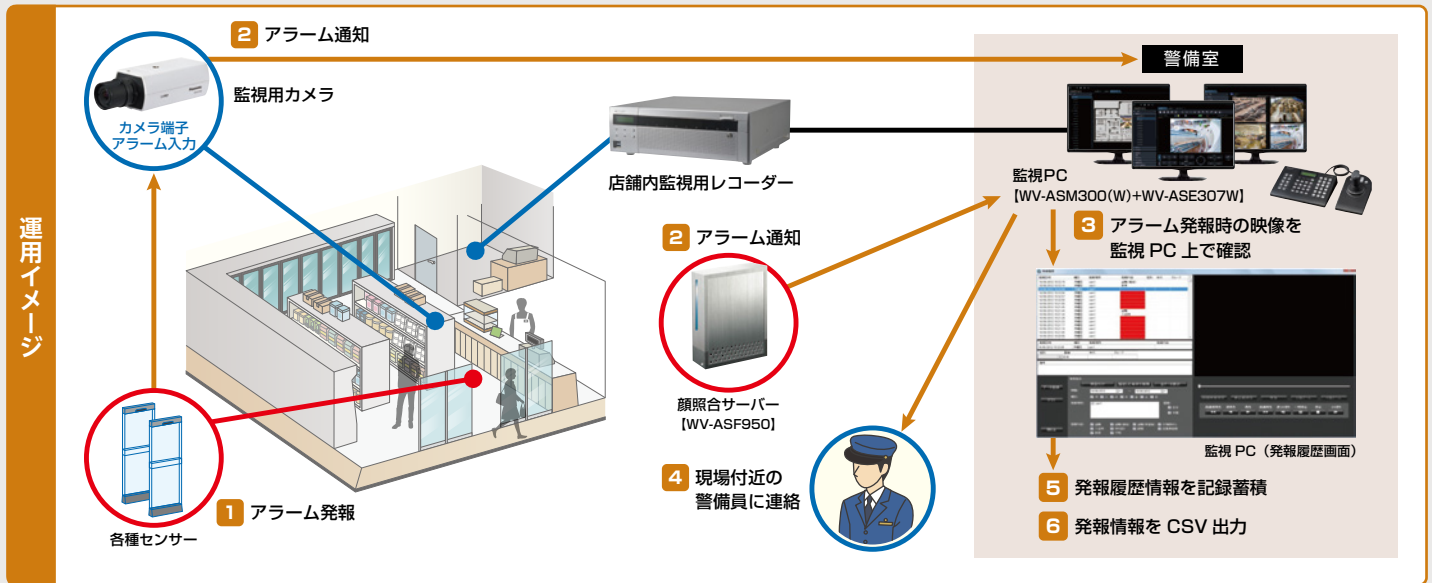 運用イメージ
2 アラーム通知
監視用カメラ
カメラ端子
アラーム入力
店舗内監視用レコーダー
警備室
監視PC
【WV-ASM300(W)+WV-ASE307W】
2 アラーム通知
顔照合サーバー
【WV-ASF950】
3 アラーム発報時の映像を
監視 PC 上で確認
監視 PC（発報履歴画面）
4 現場付近の
警備員に連絡
各種センサー
1 アラーム発報
5 発報履歴情報を記録蓄積
6 発報情報を CSV 出力